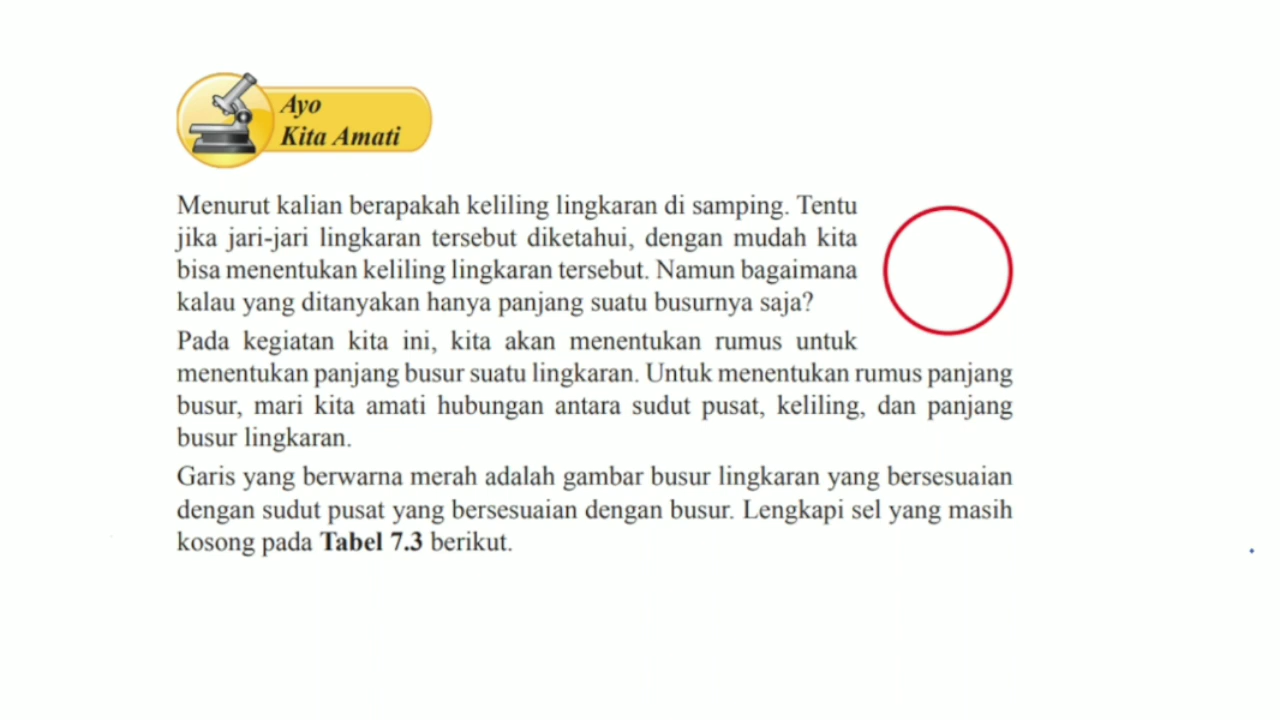 Ayo
Kita Amati
Menurut kalian berapakah keliling lingkaran di samping. Tentu
jika jari-jari lingkaran tersebut diketahui, dengan mudah kita
bisa menentukan keliling lingkaran tersebut. Namun bagaimana
kalau yang ditanyakan hanya panjang suatu busurnya saja?
Pada kegiatan kita ini, kita akan menentukan rumus untuk
menentukan panjang busur suatu lingkaran. Untuk menentukan rumus panjang
busur, mari kita amati hubungan antara sudut pusat, keliling, dan panjang
busur lingkaran.
Garis yang berwarna merah adalah gambar busur lingkaran yang bersesuaian
dengan sudut pusat yang bersesuaian dengan busur. Lengkapi sel yang masih
kosong pada Tabel 7.3 berikut.